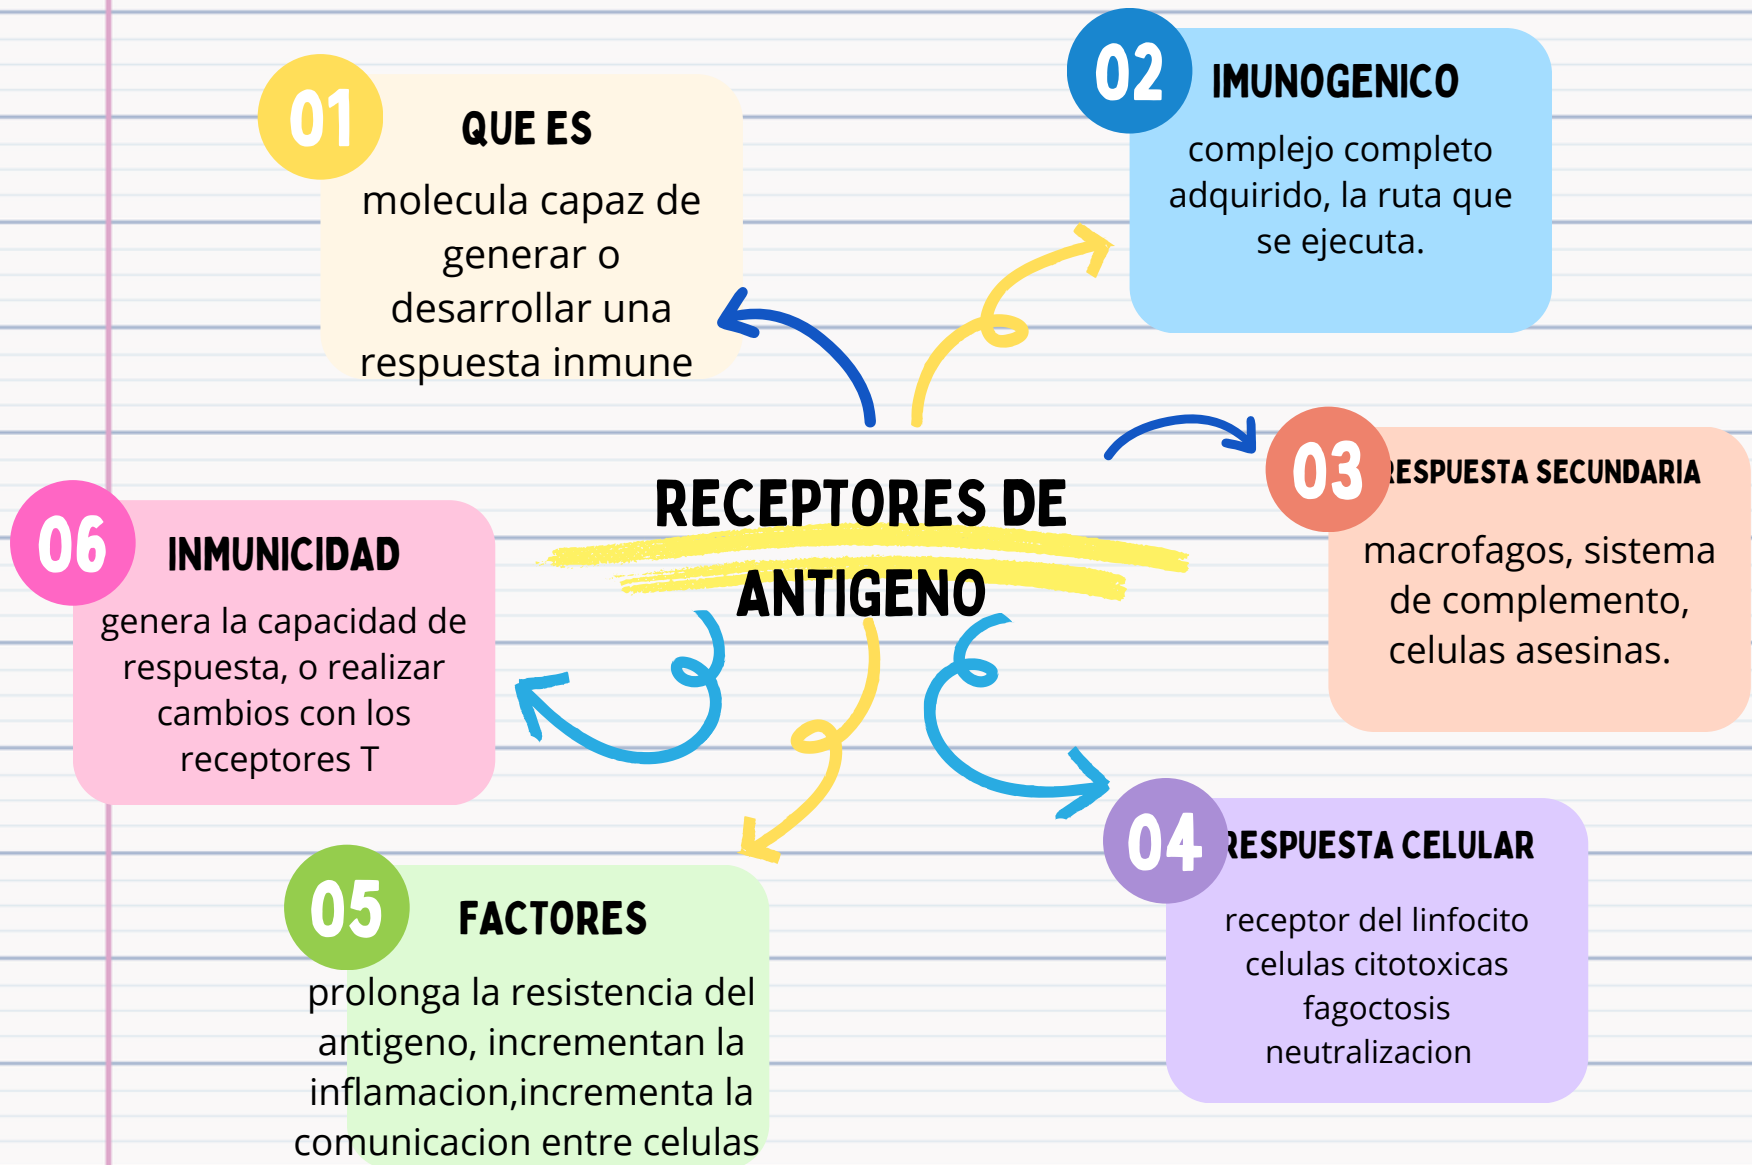 01
QUE ES
molecula capaz de
generar o
desarrollar una
respuesta inmune
02
IMUNOGENICO
complejo completo
adquirido, la ruta que
se ejecuta.
03
RESPUESTA SECUNDARIA
macrofagos, sistema
de complemento,
celulas asesinas.
RECEPTORES DE
ANTIGENO
04
RESPUESTA CELULAR
receptor del linfocito
celulas citotoxicas
fagoctosis
neutralizacion
05
FACTORES
prolonga la resistencia del
antigeno, incrementan la
inflamacion,incrementa la
comunicacion entre celulas
06
INMUNICIDAD
genera la capacidad de
respuesta, o realizar
cambios con los
receptores T